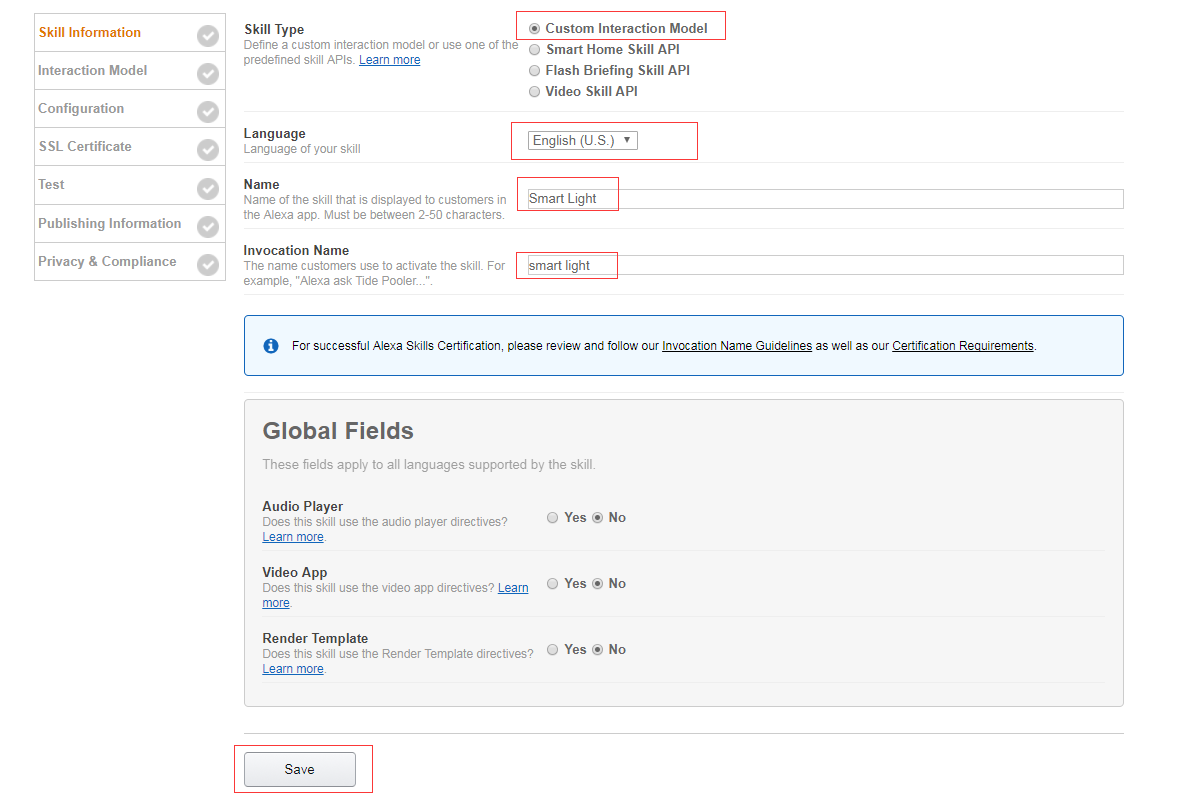 Skill Information
Interaction Model
Configuration
SSL Certificate
Test
Publishing Information
Privacy & Compliance
Skill Type
Define a custom interaction model or use one of the
predefined skill APIs. Learn more
Custom Interaction Model
Smart Home Skill API
Flash Briefing Skill API
Video Skill API
Language
Language of your skill
English (U.S.)
Name
Name of the skill that is displayed to customers in
the Alexa app. Must be between 2-50 characters.
Smart Light
Invocation Name
The name customers use to activate the skill. For
example, "Alexa ask Tide Pooler...".
smart light
For successful Alexa Skills Certification, please review and follow our Invocation Name Guidelines as well as our Certification Requirements.
Global Fields
These fields apply to all languages supported by the skill.
Audio Player
Does this skill use the audio player directives?
Learn more.
Yes No
Video App
Does this skill use the video app directives? Learn
more.
Yes No
Render Template
Does this skill use the Render Template directives?
Learn more.
Yes No
Save